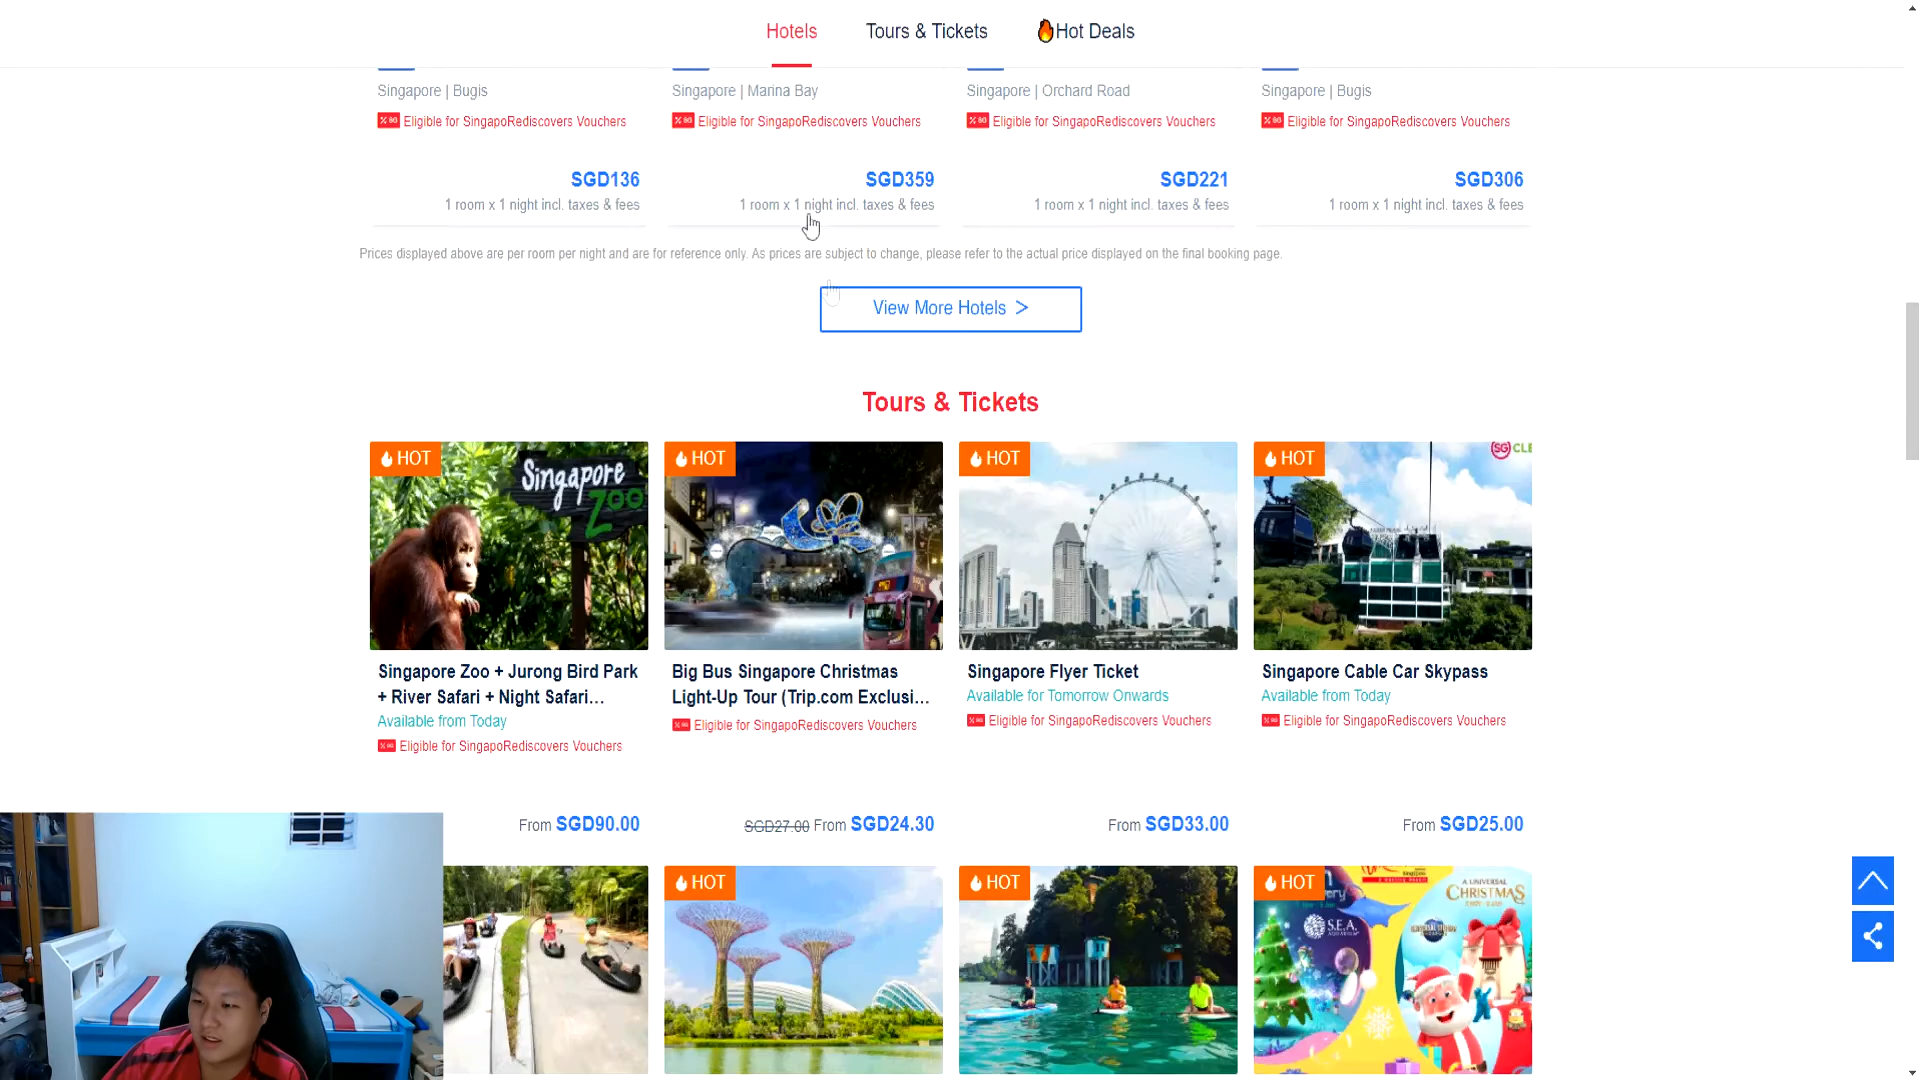 Hotels
Tours & Tickets
Hot Deals
Singapore | Bugis
Singapore | Marina Bay
Singapore | Orchard Road
Singapore | Bugis
Eligible for SingapoRediscovers Vouchers
Eligible for SingapoRediscovers Vouchers
Eligible for SingapoRediscovers Vouchers
Eligible for SingapoRediscovers Vouchers
SGD136
SGD359
SGD221
SGD306
1 room x 1 night incl. taxes & fees
1 room x 1 night incl. taxes & fees
1 room x 1 night incl. taxes & fees
1 room x 1 night incl. taxes & fees
Prices displayed above are per room per night and are for reference only. As prices are subject to change, please refer to the actual price displayed on the final booking page.
View More Hotels >
Tours & Tickets
HOT
HOT
HOT
HOT
SG CLE
Singapore
Zoo
Singapore Zoo + Jurong Bird Park
+ River Safari + Night Safari...
Available from Today
Eligible for SingapoRediscovers Vouchers
From SGD90.00
Big Bus Singapore Christmas
Light-Up Tour (Trip.com Exclusi...
Eligible for SingapoRediscovers Vouchers
SGD27.00 From SGD24.30
Singapore Flyer Ticket
Available for Tomorrow Onwards
Eligible for SingapoRediscovers Vouchers
From SGD33.00
Singapore Cable Car Skypass
Available from Today
Eligible for SingapoRediscovers Vouchers
From SGD25.00
HOT
HOT
HOT
S.E.A.
A UNIVERSAL
CHRISTMAS